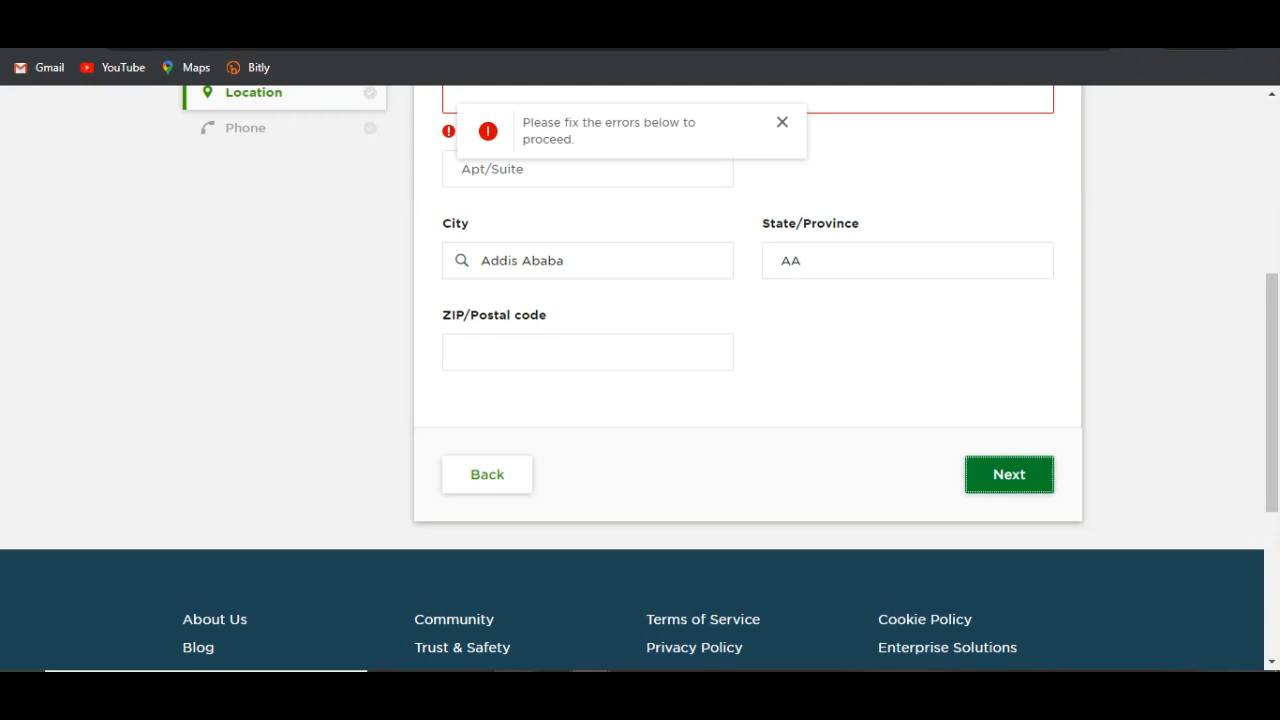 Gmail YouTube Maps Bitly
Location
Phone
Please fix the errors below to
proceed.
Apt/Suite
City State/Province
Addis Ababa AA
ZIP/Postal code
Back Next
About Us Community Terms of Service Cookie Policy
Blog Trust & Safety Privacy Policy Enterprise Solutions